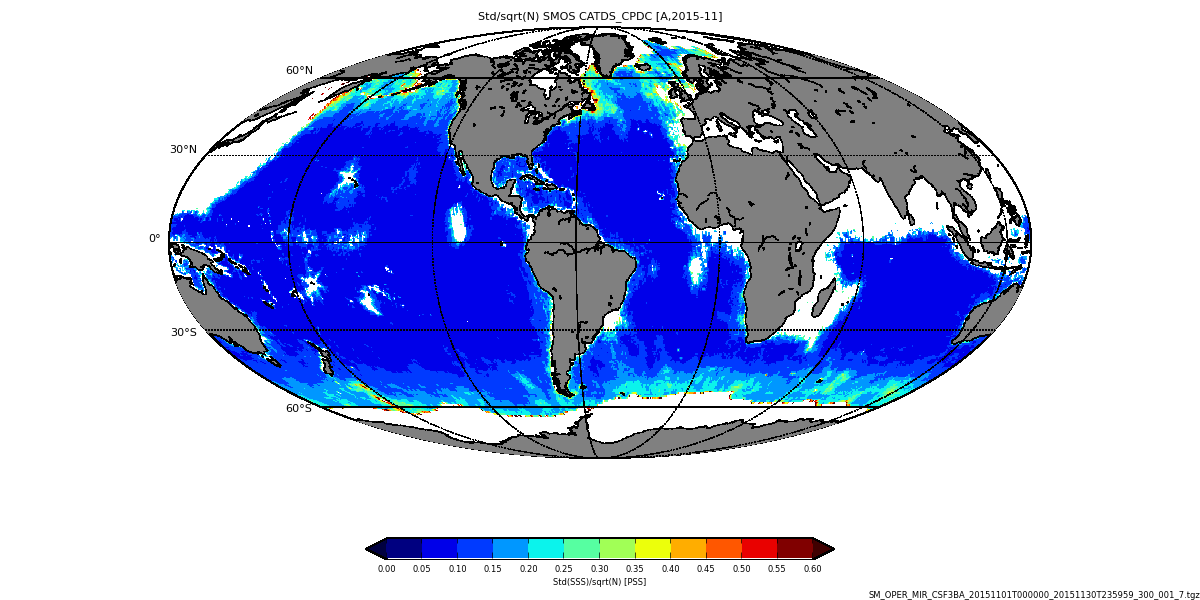 Std/sqrt(N) SMOS CATDS_CPDC [A,2015-11]
60°N
30°N
0°
30°S
60°S
0.00 0.05 0.10 0.15 0.20 0.25 0.30 0.35 0.40 0.45 0.50 0.55 0.60
Std(SSS)/sqrt(N) [PSS]
SM_OPER_MIR_CSF3BA_20151101T000000_20151130T235959_300_001_7.tgz